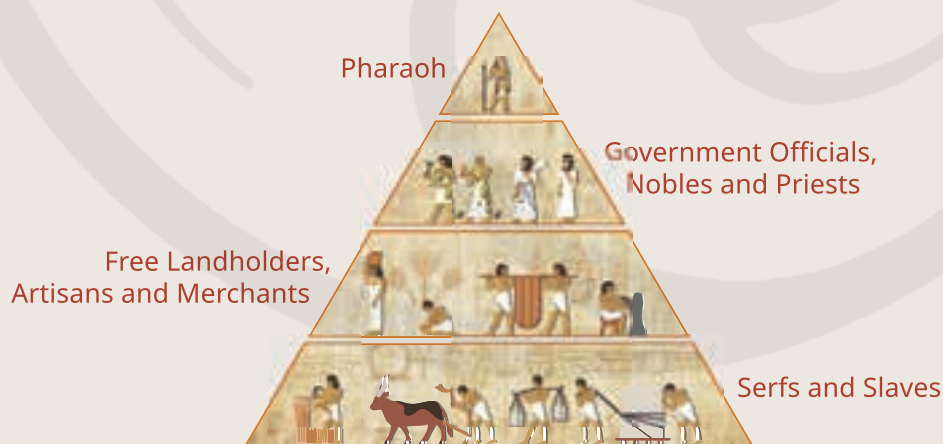 Pharaoh
Government Officials,
Nobles and Priests
Free Landholders,
Artisans and Merchants
Serfs and Slaves